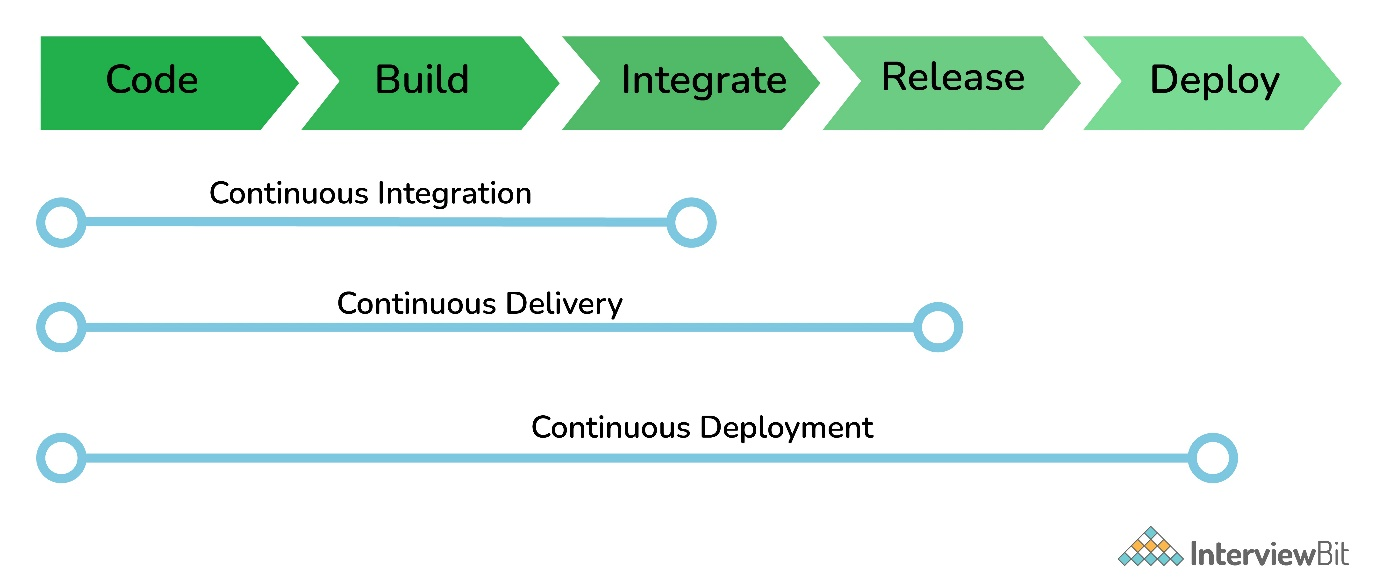 Code Build Integrate Release Deploy
Continuous Integration
Continuous Delivery
Continuous Deployment
InterviewBit